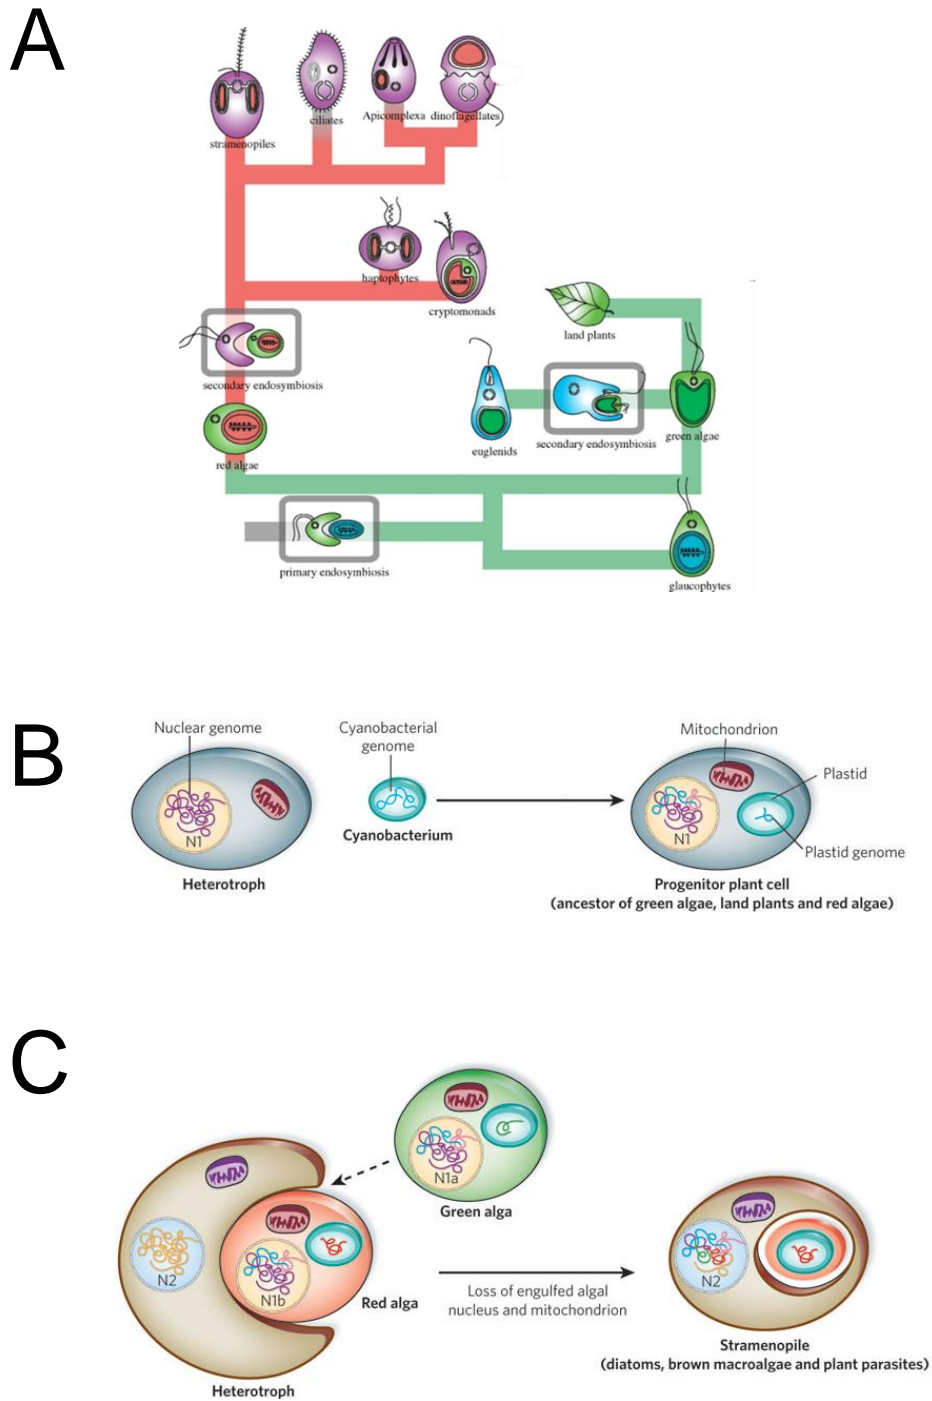 A
stramenopiles
ciliates
Apicomplexa
dinoflagellates
haptophytes
cryptomonads
land plants
secondary endosymbiosis
euglenids
secondary endosymbiosis
green algae
red algae
primary endosymbiosis
glaucophytes
B
Nuclear genome
Cyanobacterial
genome
Mitochondrion
Plastid
N1
N1
Cyanobacterium
Plastid genome
Heterotroph
Progenitor plant cell
(ancestor of green algae, land plants and red algae)
C
N1a
Green alga
N2
N1b
N2
Red alga
Loss of engulfed algal
nucleus and mitochondrion
Stramenopile
(diatoms, brown macroalgae and plant parasites)
Heterotroph